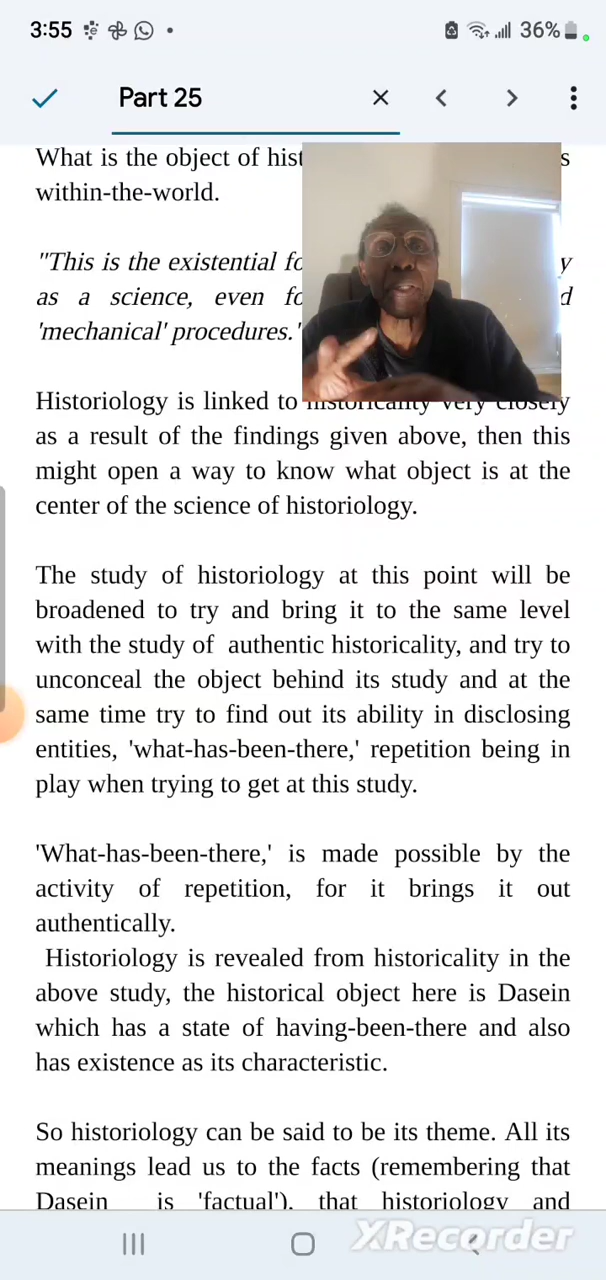 3:55
36%
Part 25
What is the object of hist s
within-the-world.
"This is the existential fo y
as a science, even fo d
'mechanical' procedures.'
Historiology is linked to historicality very closely
as a result of the findings given above, then this
might open a way to know what object is at the
center of the science of historiology.
The study of historiology at this point will be
broadened to try and bring it to the same level
with the study of authentic historicality, and try to
unconceal the object behind its study and at the
same time try to find out its ability in disclosing
entities, 'what-has-been-there,' repetition being in
play when trying to get at this study.
'What-has-been-there,' is made possible by the
activity of repetition, for it brings it out
authentically.
Historiology is revealed from historicality in the
above study, the historical object here is Dasein
which has a state of having-been-there and also
has existence as its characteristic.
So historiology can be said to be its theme. All its
meanings lead us to the facts (remembering that
Dasein is 'factual'), that historiology and
XRecorder